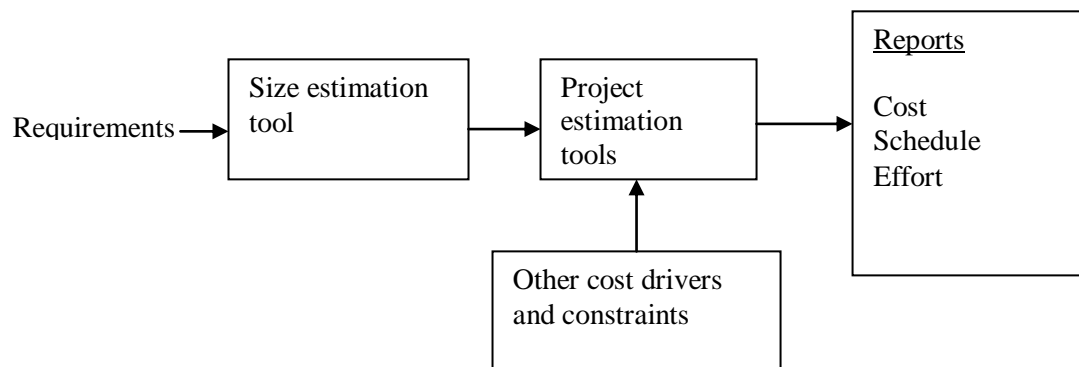 Requirements
Size estimation
tool
Project
estimation
tools
Reports
Cost
Schedule
Effort
Other cost drivers
and constraints